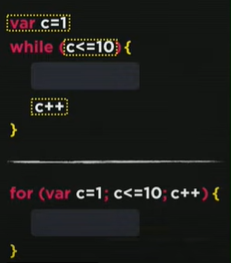 var c=1
while (c<=10) {
c++
}
for (var c=1; c<=10; c++) {
}